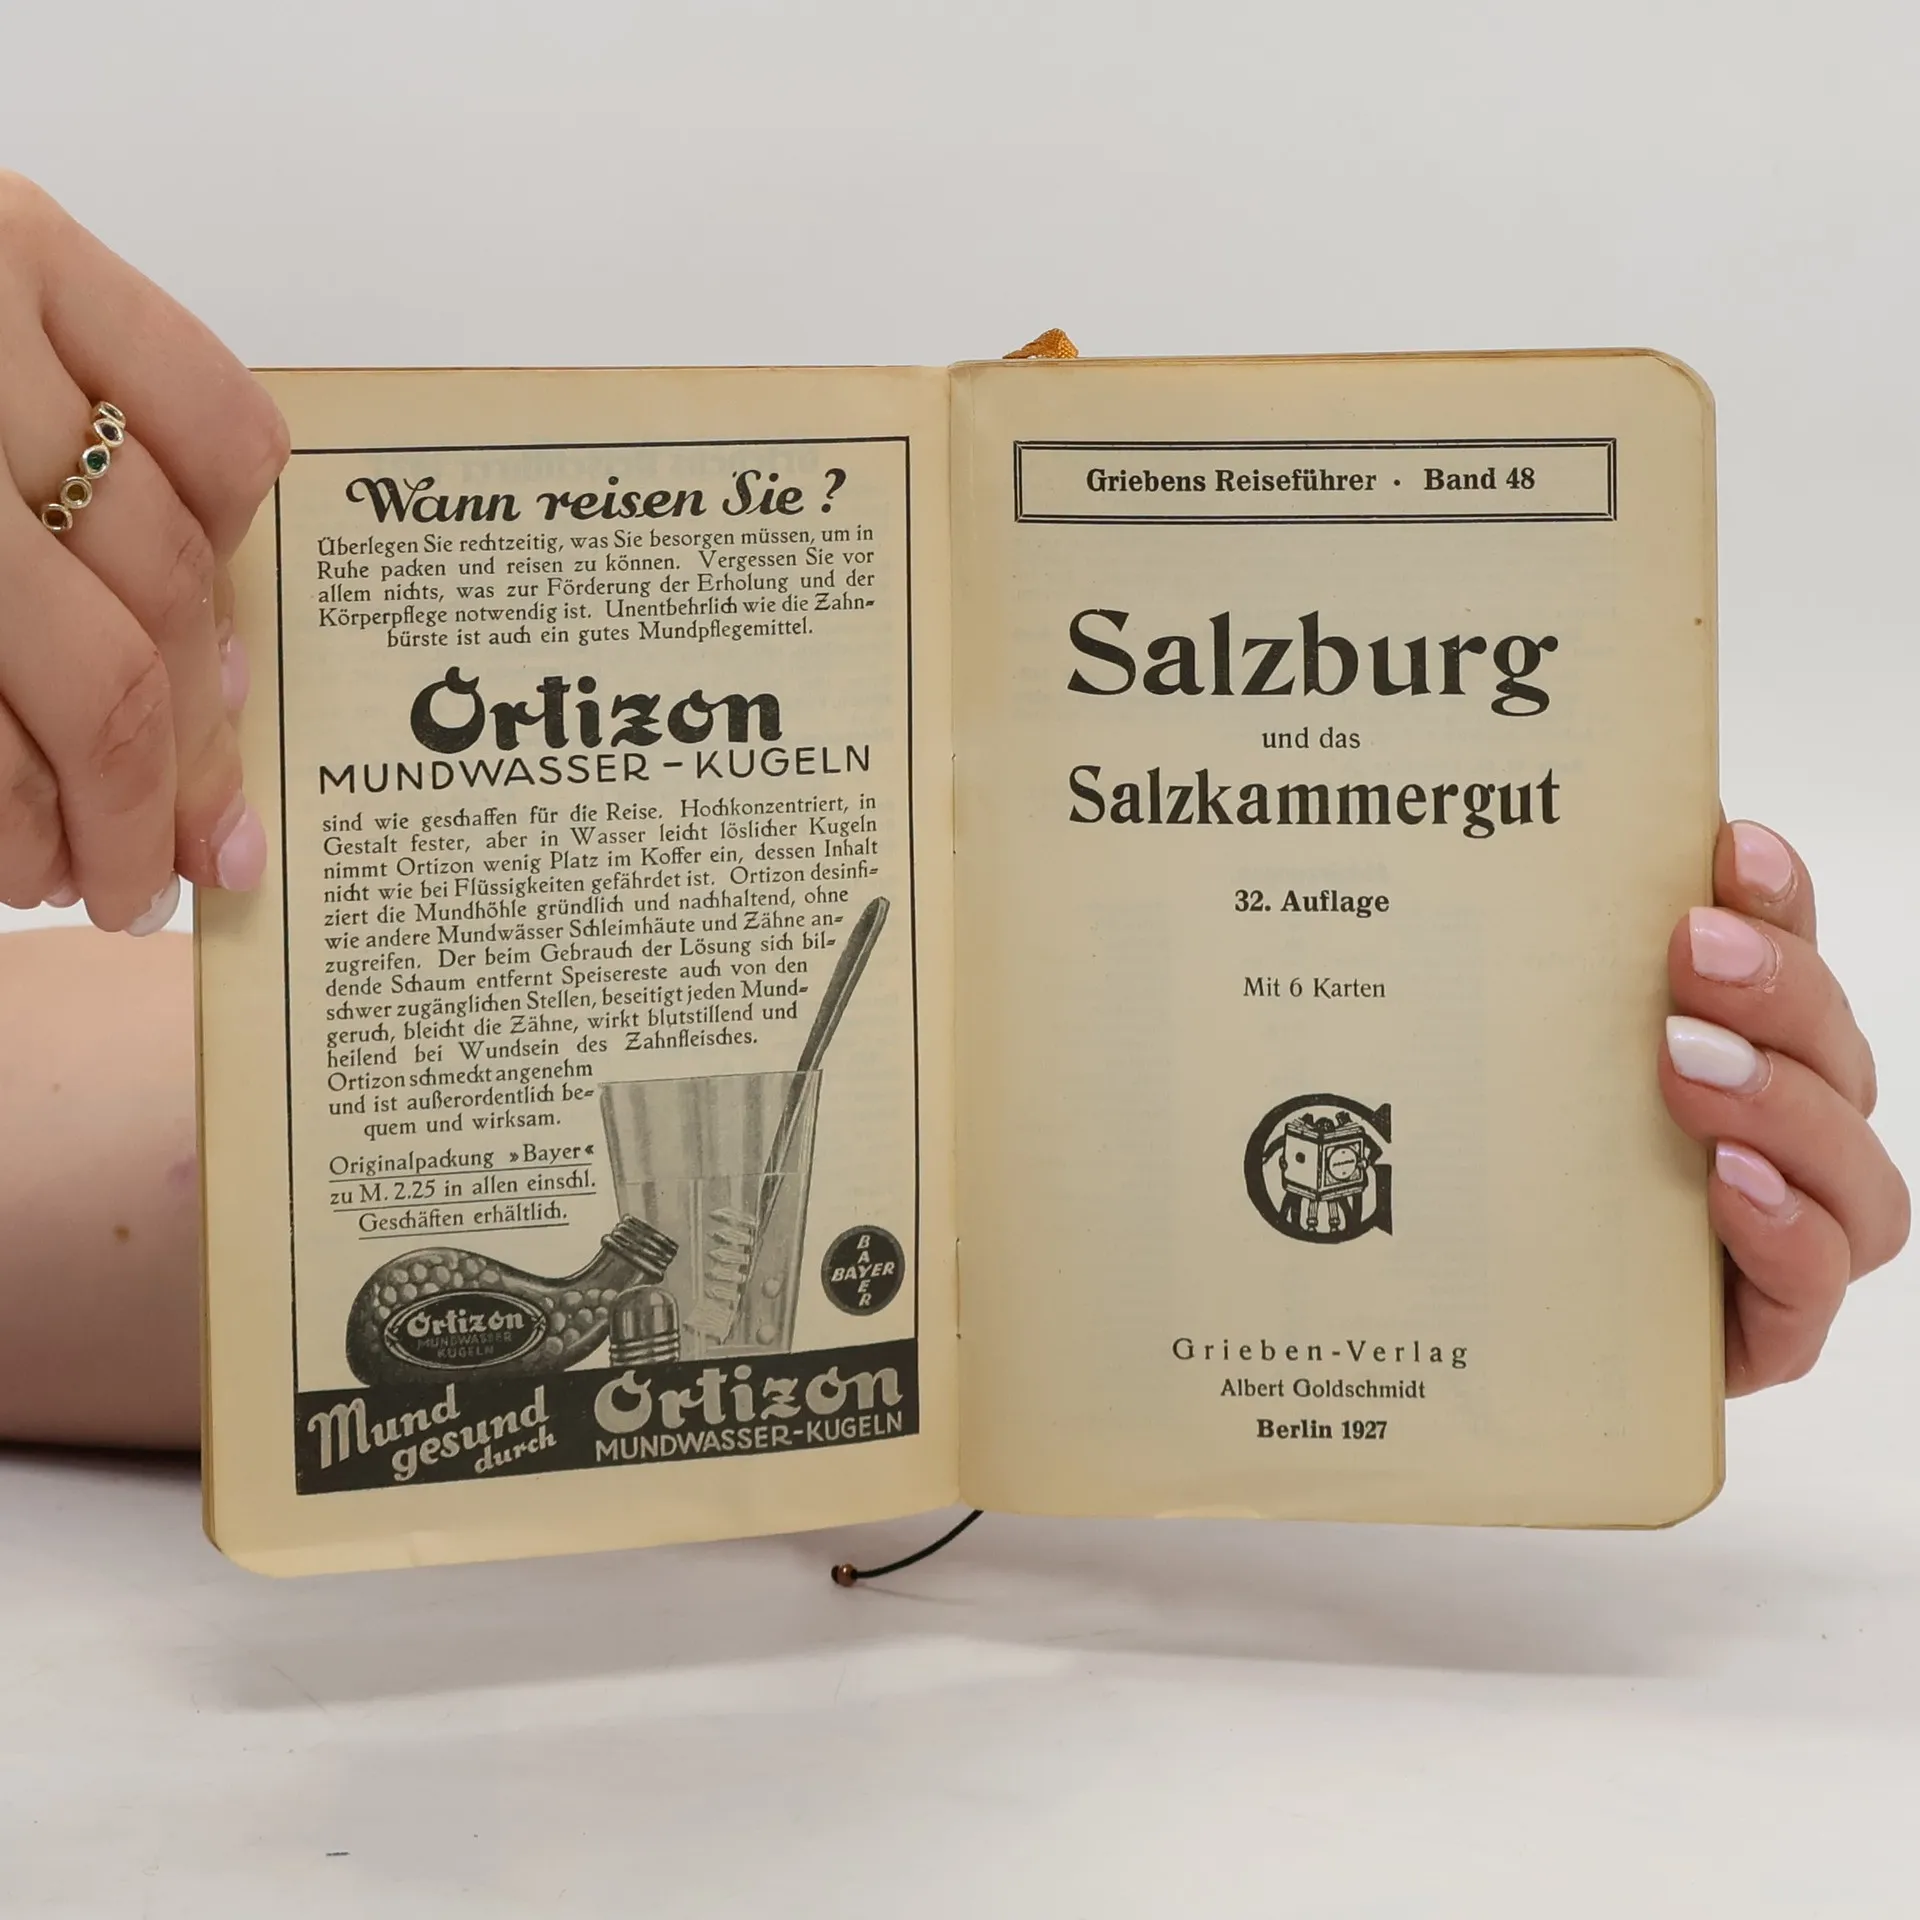 Wann reisen Sie?
Überlegen Sie rechtzeitig, was Sie besorgen müssen, um in
Ruhe packen und reisen zu können. Vergessen Sie vor
allem nichts, was zur Förderung der Erholung und der
Körperpflege notwendig ist. Unentbehrlich wie die Zahn=
bürste ist auch ein gutes Mundpflegemittel.
Ortizon
MUNDWASSER-KUGELN
sind wie geschaffen für die Reise. Hochkonzentriert, in
Gestalt fester, aber in Wasser leicht löslicher Kugeln
nimmt Ortizon wenig Platz im Koffer ein, dessen Inhalt
nicht wie bei Flüssigkeiten gefährdet ist. Ortizon desinfi=
ziert die Mundhöhle gründlich und nachhaltend, ohne
wie andere Mundwässer Schleimhäute und Zähne an=
zugreifen. Der beim Gebrauch der Lösung sich bil=
dende Schaum entfernt Speisereste auch von den
schwer zugänglichen Stellen, beseitigt jeden Mund=
geruch, bleicht die Zähne, wirkt blutstillend und
heilend bei Wundsein des Zahnfleisches.
Ortizon schmeckt angenehm
und ist außerordentlich be=
quem und wirksam.
Originalpackung »Bayer«
zu M. 2.25 in allen einschl.
Geschäften erhältlich.
BAYER
BAYER
Ortizon
MUNDWASSER
KUGELN
Mund
gesund
durch
Ortizon
MUNDWASSER-KUGELN
Griebens Reiseführer · Band 48
Salzburg
und das
Salzkammergut
32. Auflage
Mit 6 Karten
G
Grieben-Verlag
Albert Goldschmidt
Berlin 1927